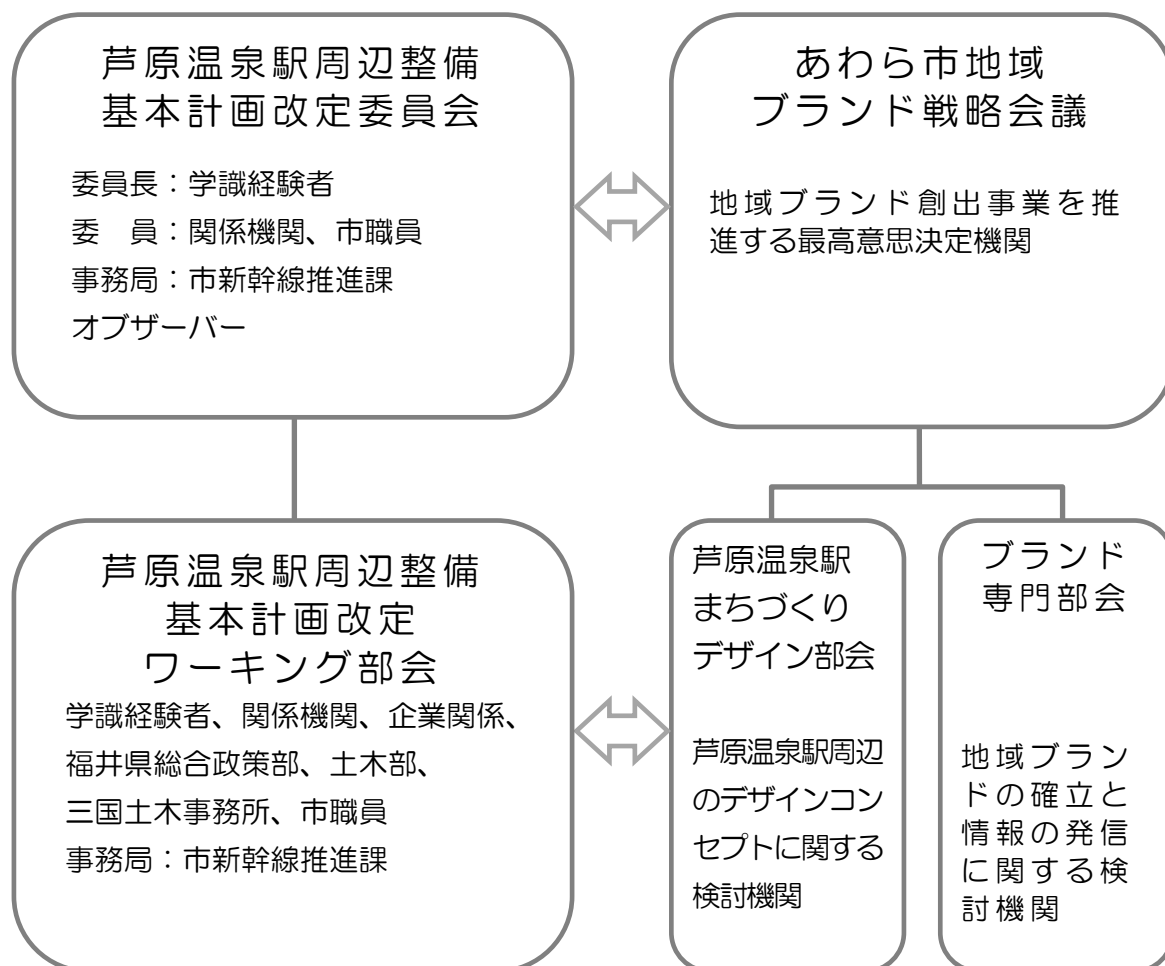 芦原温泉駅周辺整備
基本計画改定委員会
委員長：学識経験者
委　員：関係機関、市職員
事務局：市新幹線推進課
オブザーバー
あわら市地域
ブランド戦略会議
地域ブランド創出事業を推
進する最高意思決定機関
芦原温泉駅周辺整備
基本計画改定
ワーキング部会
学識経験者、関係機関、企業関係、
福井県総合政策部、土木部、
三国土木事務所、市職員
事務局：市新幹線推進課
芦原温泉駅
まちづくり
デザイン部会
芦原温泉駅周辺
のデザインコン
セプトに関する
検討機関
ブランド
専門部会
地域ブラン
ドの確立と
情報の発信
に関する検
討機関